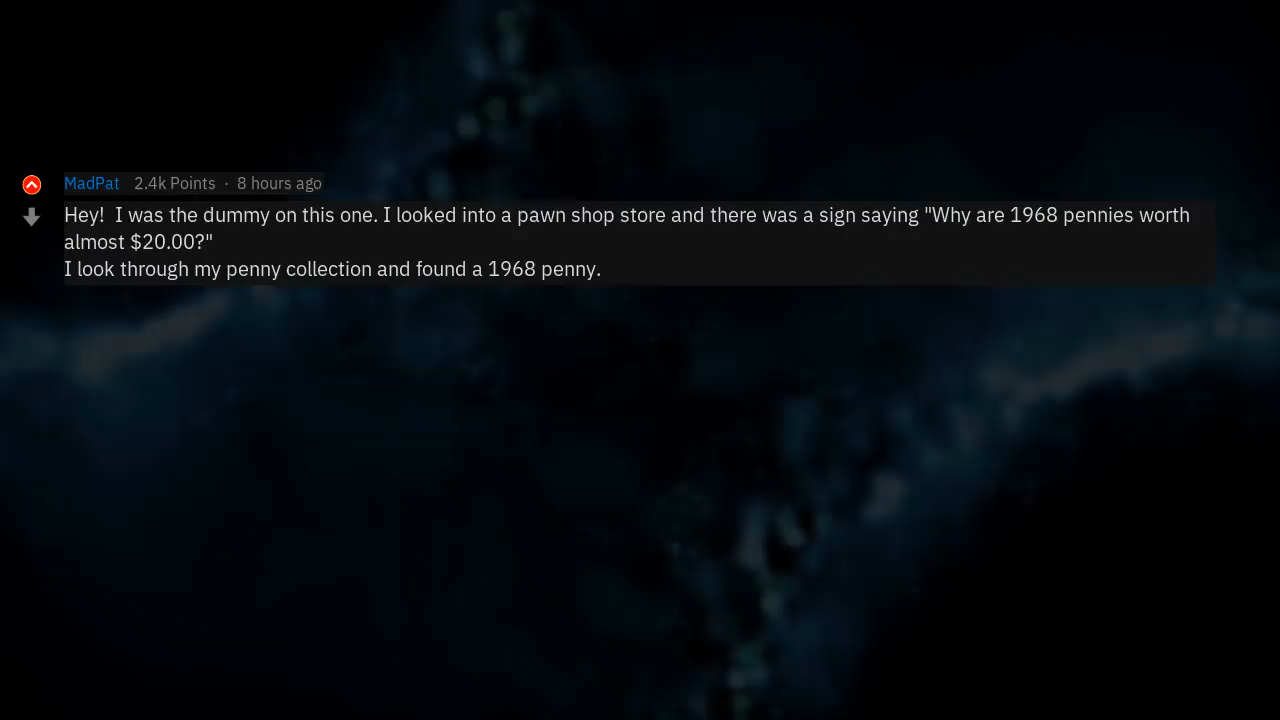 MadPat 2.4k Points · 8 hours ago
Hey!  I was the dummy on this one. I looked into a pawn shop store and there was a sign saying "Why are 1968 pennies worth
almost $20.00?"
I look through my penny collection and found a 1968 penny.